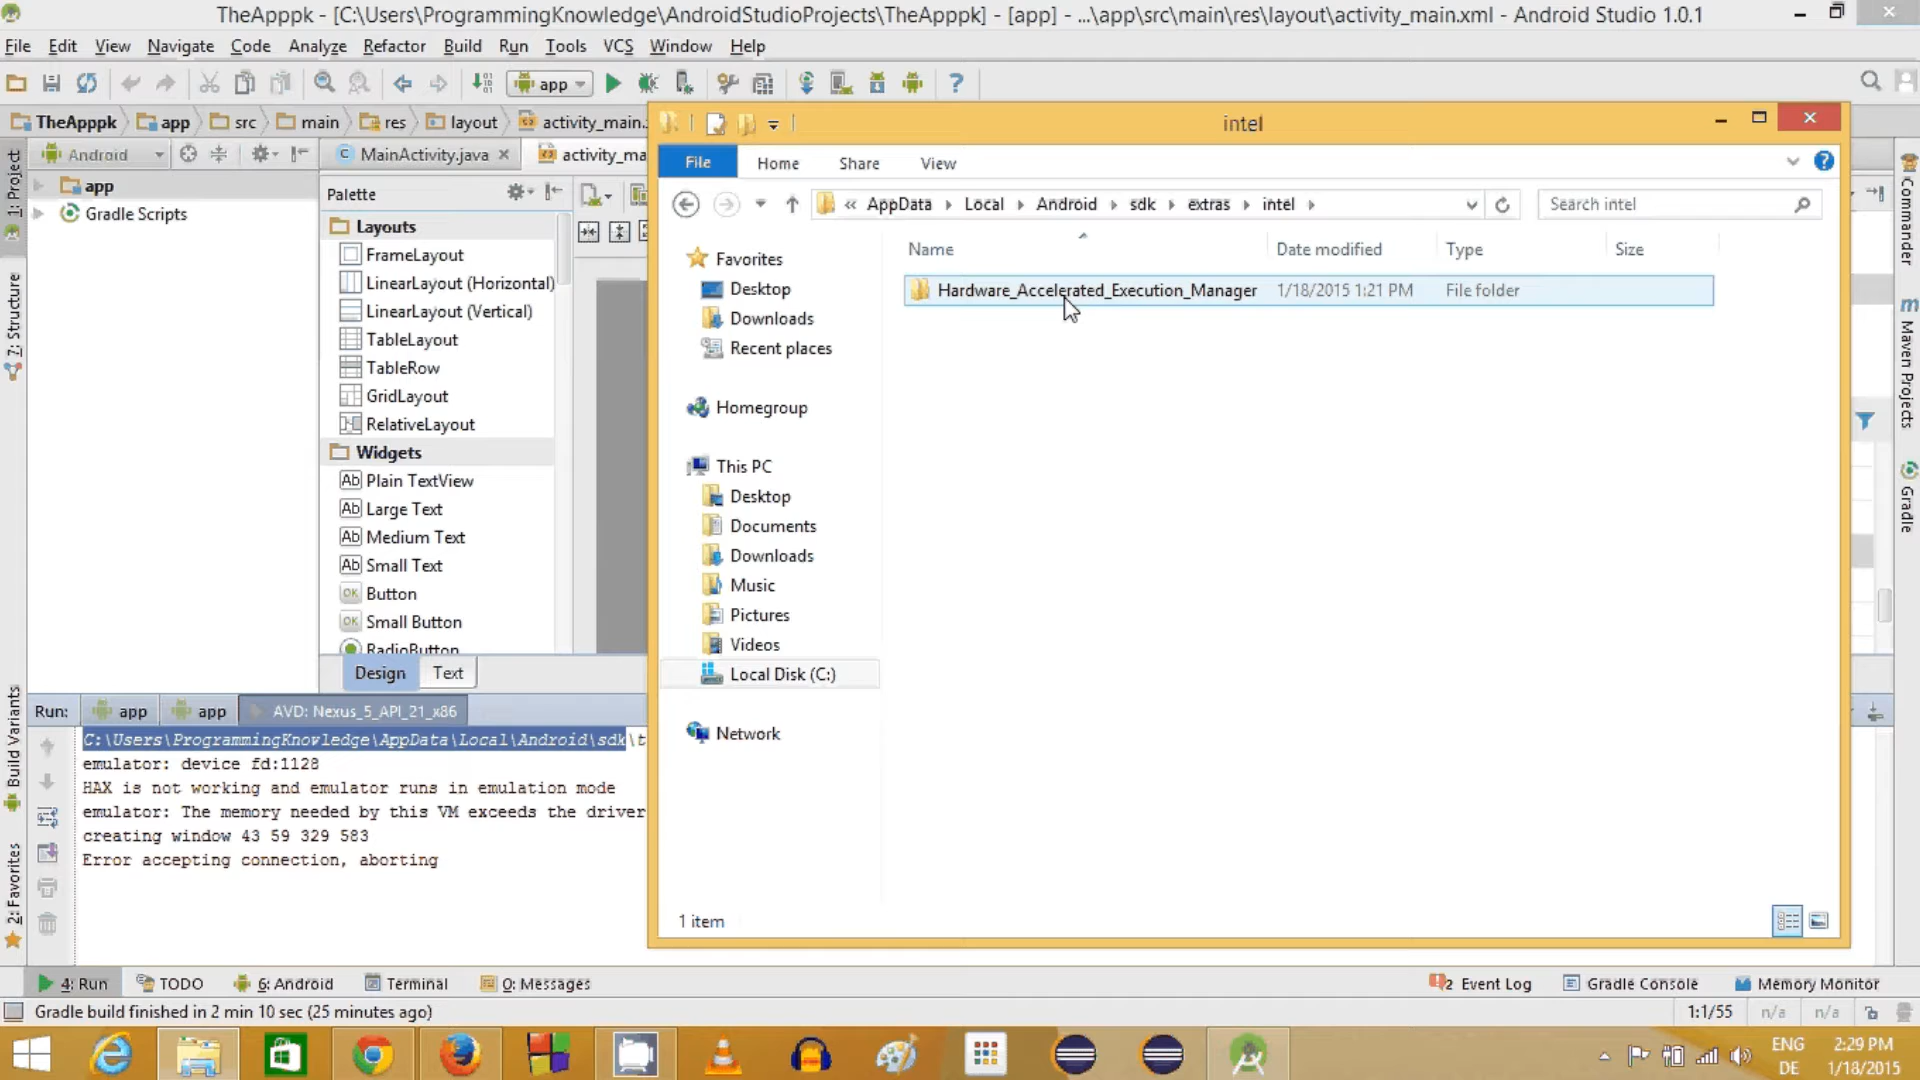 TheApppk - [C:\Users\ProgrammingKnowledge\AndroidStudioProjects\TheApppk] - [app] - ...\app\src\main\res\layout\activity_main.xml - Android Studio 1.0.1
File Edit View Navigate Code Analyze Refactor Build Run Tools VCS Window Help
app
TheApppk app src main res layout activity_main.
Android
MainActivity.java
activity_ma
1: Project
7: Structure
Build Variants
2: Favorites
app
Gradle Scripts
Palette
Layouts
FrameLayout
LinearLayout (Horizontal)
LinearLayout (Vertical)
TableLayout
TableRow
GridLayout
RelativeLayout
Widgets
Plain TextView
Large Text
Medium Text
Small Text
Button
Small Button
RadioButton
Design Text
intel
File Home Share View
« AppData Local Android sdk extras intel
Search intel
Name Date modified Type Size
Hardware_Accelerated_Execution_Manager 1/18/2015 1:21 PM File folder
Favorites
Desktop
Downloads
Recent places
Homegroup
This PC
Desktop
Documents
Downloads
Music
Pictures
Videos
Local Disk (C:)
Network
1 item
Commander
m Maven Projects
Gradle
Run: app app AVD: Nexus_5_API_21_x86
C:\Users\ProgrammingKnowledge\AppData\Local\Android\sdk\t
emulator: device fd:1128
HAX is not working and emulator runs in emulation mode
emulator: The memory needed by this VM exceeds the driver
creating window 43 59 329 583
Error accepting connection, aborting
4: Run TODO 6: Android Terminal 0: Messages 2 Event Log Gradle Console Memory Monitor
Gradle build finished in 2 min 10 sec (25 minutes ago) 1:1/55 n/a n/a
ENG 2:29 PM
DE 1/18/2015